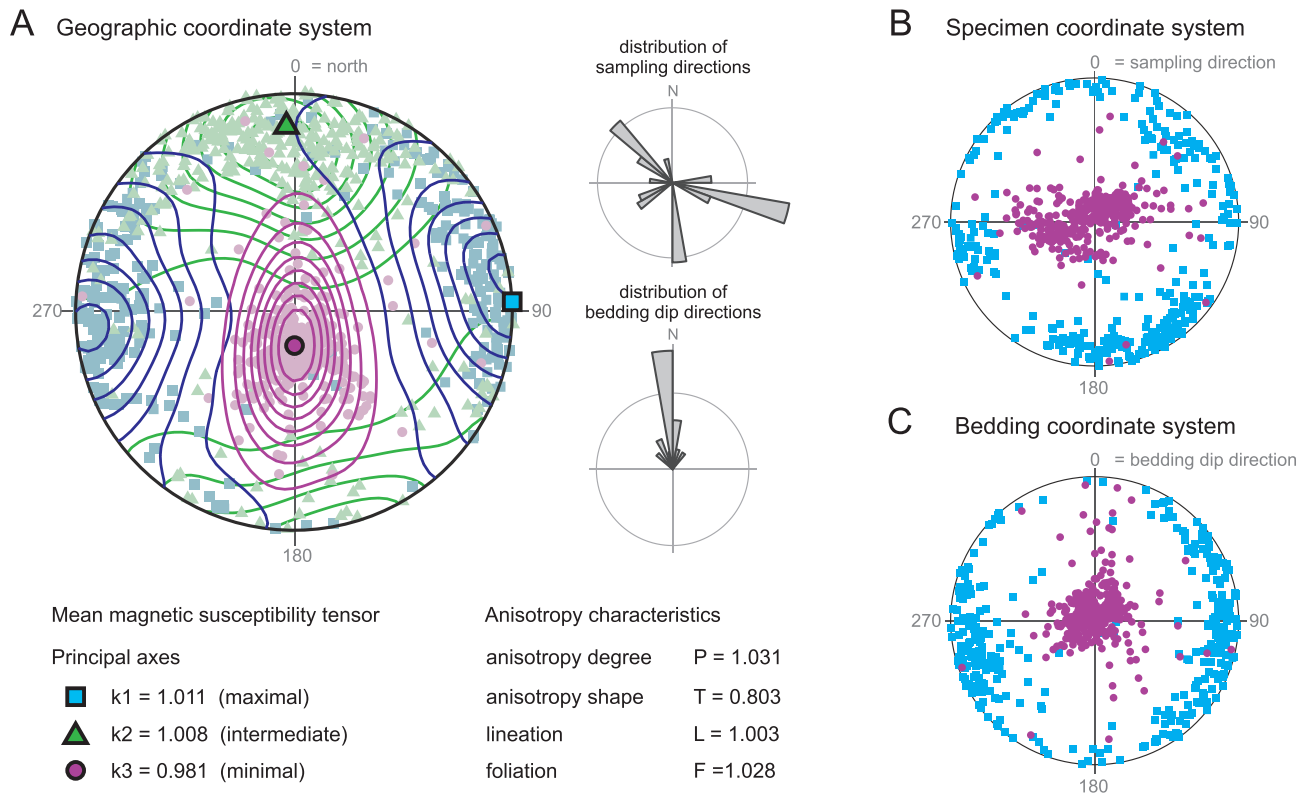 A Geographic coordinate system
0 = north
270
90
180
distribution of
sampling directions
N
distribution of
bedding dip directions
N
B Specimen coordinate system
0 = sampling direction
270
90
180
C Bedding coordinate system
0 = bedding dip direction
270
90
180
Mean magnetic susceptibility tensor
Principal axes
k1 = 1.011 (maximal)
k2 = 1.008 (intermediate)
k3 = 0.981 (minimal)
Anisotropy characteristics
anisotropy degree P = 1.031
anisotropy shape T = 0.803
lineation L = 1.003
foliation F =1.028